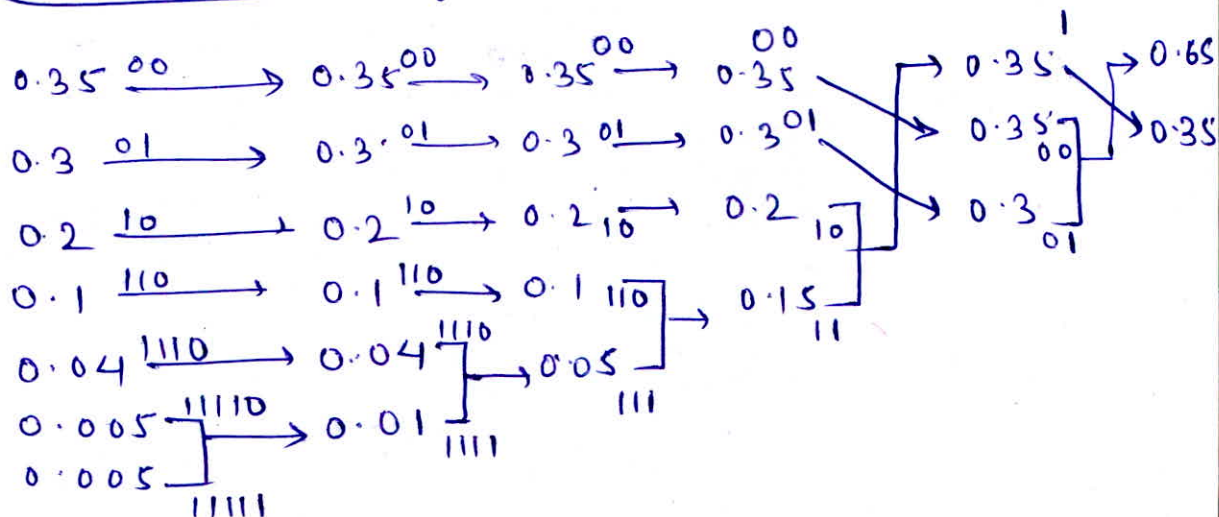 00 00 00 00 1
0.35 → 0.35 → 0.35 → 0.35 0.35 0.65
0.3 01 → 0.3. 01 → 0.3 01 → 0.3 01 0.35 00 0.35
0.2 10 → 0.2 10 → 0.2 10 → 0.2 10 0.3 01
0.1 110 → 0.1 110 → 0.1 110 → 0.15 11
0.04 1110 → 0.04 1110 → 0.05 111
0.005 11110 → 0.01 1111
0.005 11111